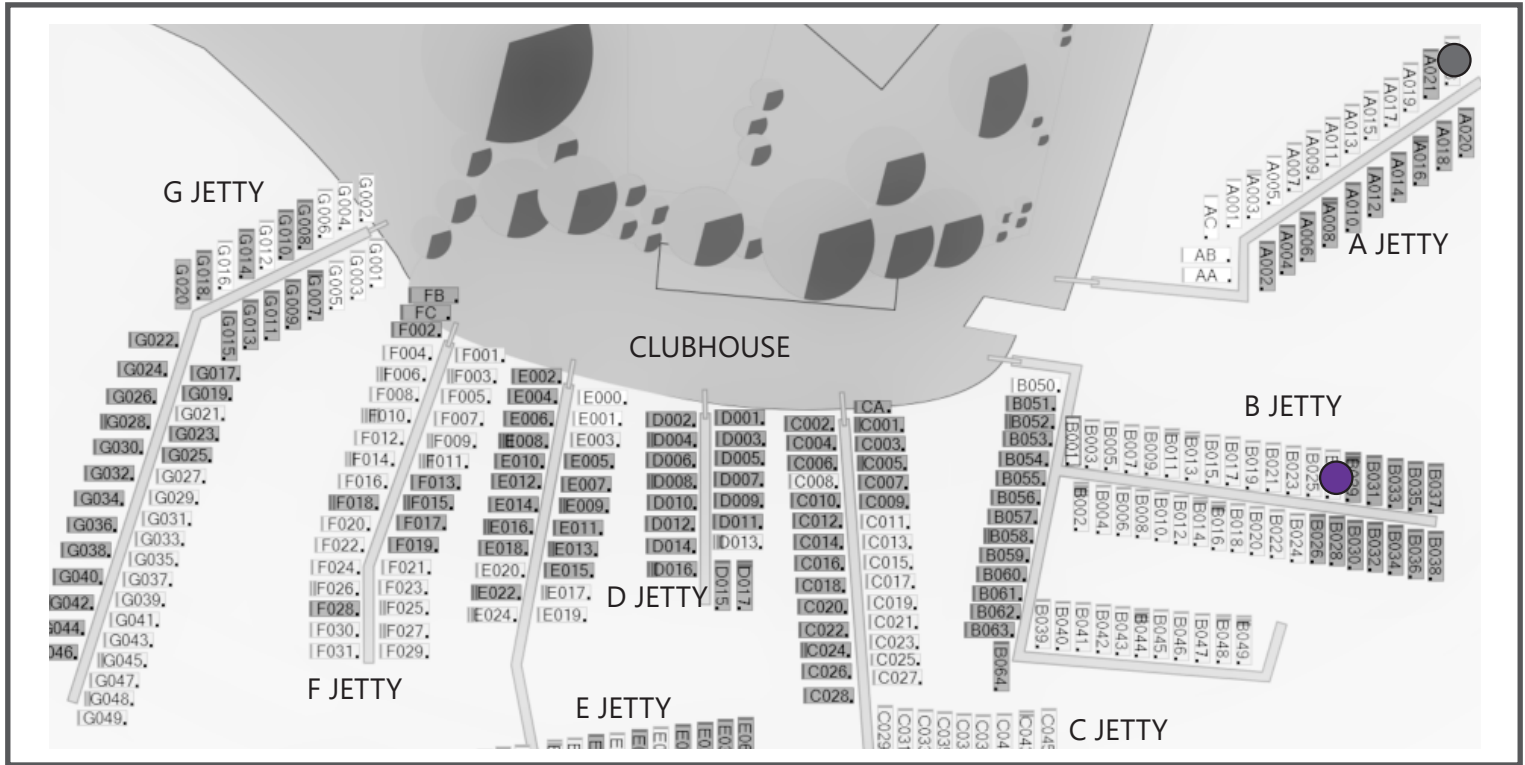 G JETTY
G002.
G004.
G006.
G008.
G010.
G012.
G014.
G016.
G018.
G020
G001.
G003.
G005.
G007.
G009.
G011.
G013.
G015.
G022.
G024.
G026.
G028.
G030.
G032.
G034.
G036.
G038.
G040.
G042.
G017.
G019.
G021.
G023.
G025.
G027.
G029.
G031.
G033.
G035.
G037.
G039.
G041.
G043.
G045.
G047.
G048.
G049.
FB
FC
F002.
F004.
F006.
F008.
F010.
F012.
F014.
F016.
F018.
F020.
F022.
F024.
F026.
F028.
F030.
F031.
F001.
F003.
F005.
F007.
F009.
F011.
F013.
F015.
F017.
F019.
F021.
F023.
F025.
F027.
F029.
F JETTY
E002.
E004.
E006.
E008.
E010.
E012.
E014.
E016.
E018.
E020.
E022.
E024.
E000.
E001.
E003.
E005.
E007.
E009.
E011.
E013.
E015.
E017.
E019.
E JETTY
CLUBHOUSE
D002.
D004.
D006.
D008.
D010.
D012.
D014.
D016.
D001.
D003.
D005.
D007.
D009.
D011.
D013.
D015.
D017.
D JETTY
CA.
C002.
C004.
C006.
C008.
C010.
C012.
C014.
C016.
C018.
C020.
C022.
C024.
C026.
C028.
C001.
C003.
C005.
C007.
C009.
C011.
C013.
C015.
C017.
C019.
C021.
C023.
C025.
C027.
C029
C031
C045
C JETTY
B050.
B051.
B052.
B053.
B054.
B055.
B056.
B057.
B058.
B059.
B060.
B061.
B062.
B063.
B064.
B JETTY
B001.
B003.
B005.
B007.
B009.
B011.
B013.
B015.
B017.
B019.
B021.
B023.
B025.
B031.
B033.
B035.
B037.
B002.
B004.
B006.
B008.
B010.
B012.
B014.
B016.
B018.
B020.
B022.
B024.
B026.
B028.
B030.
B032.
B034.
B036.
B038.
B039.
B040.
B041.
B042.
B043.
B044.
B045.
B046.
B047.
B048.
B049.
AA
AB
AC.
A001.
A003.
A005.
A007.
A009.
A011.
A013.
A015.
A017.
A019.
A021.
A002.
A004.
A006.
A008.
A010.
A012.
A014.
A016.
A018.
A020.
A JETTY